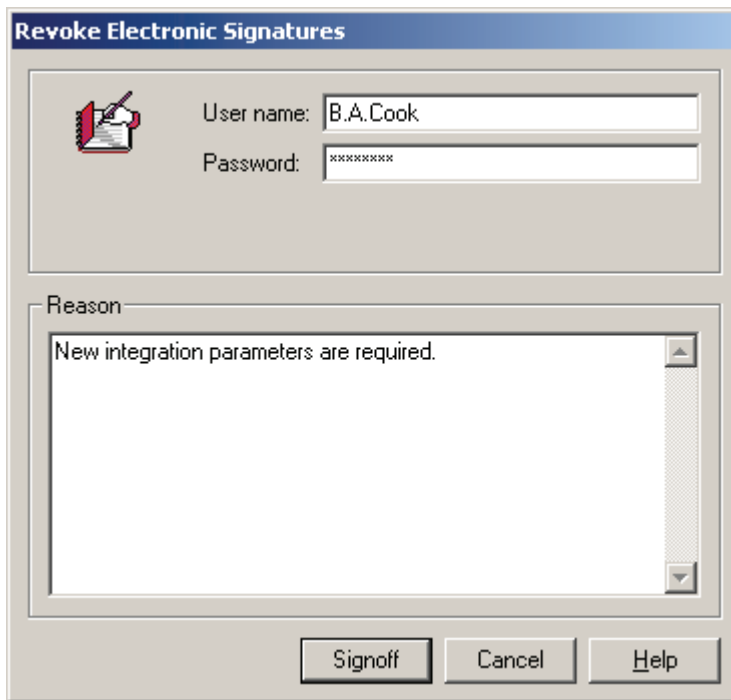 Revoke Electronic Signatures
User name: B.A.Cook
Password: ********
Reason
New integration parameters are required.
Signoff Cancel Help